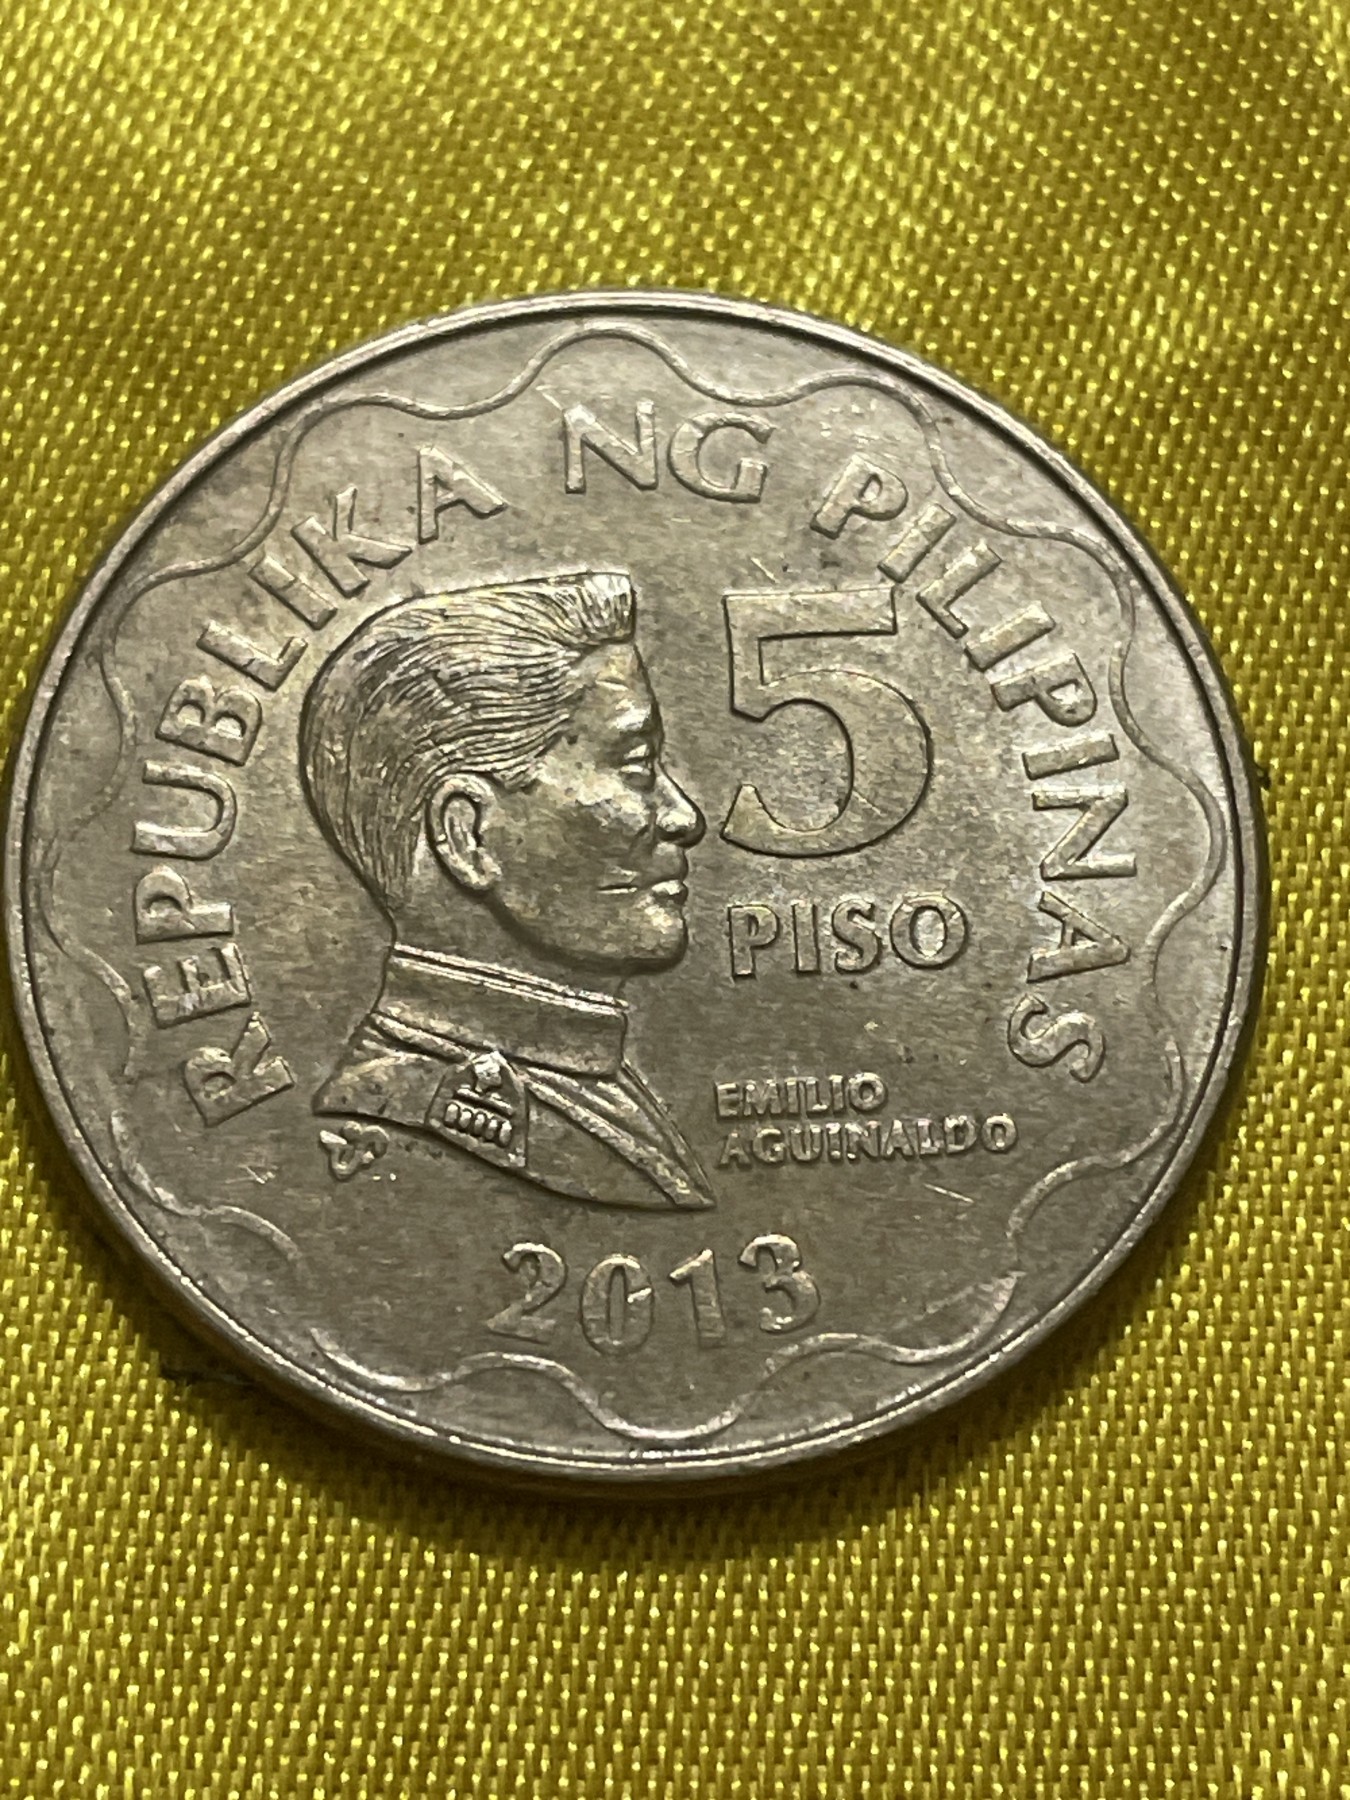 REPUBLIKA NG PILIPINAS
5
PISO
EMILIO
AGUINALDO
2013